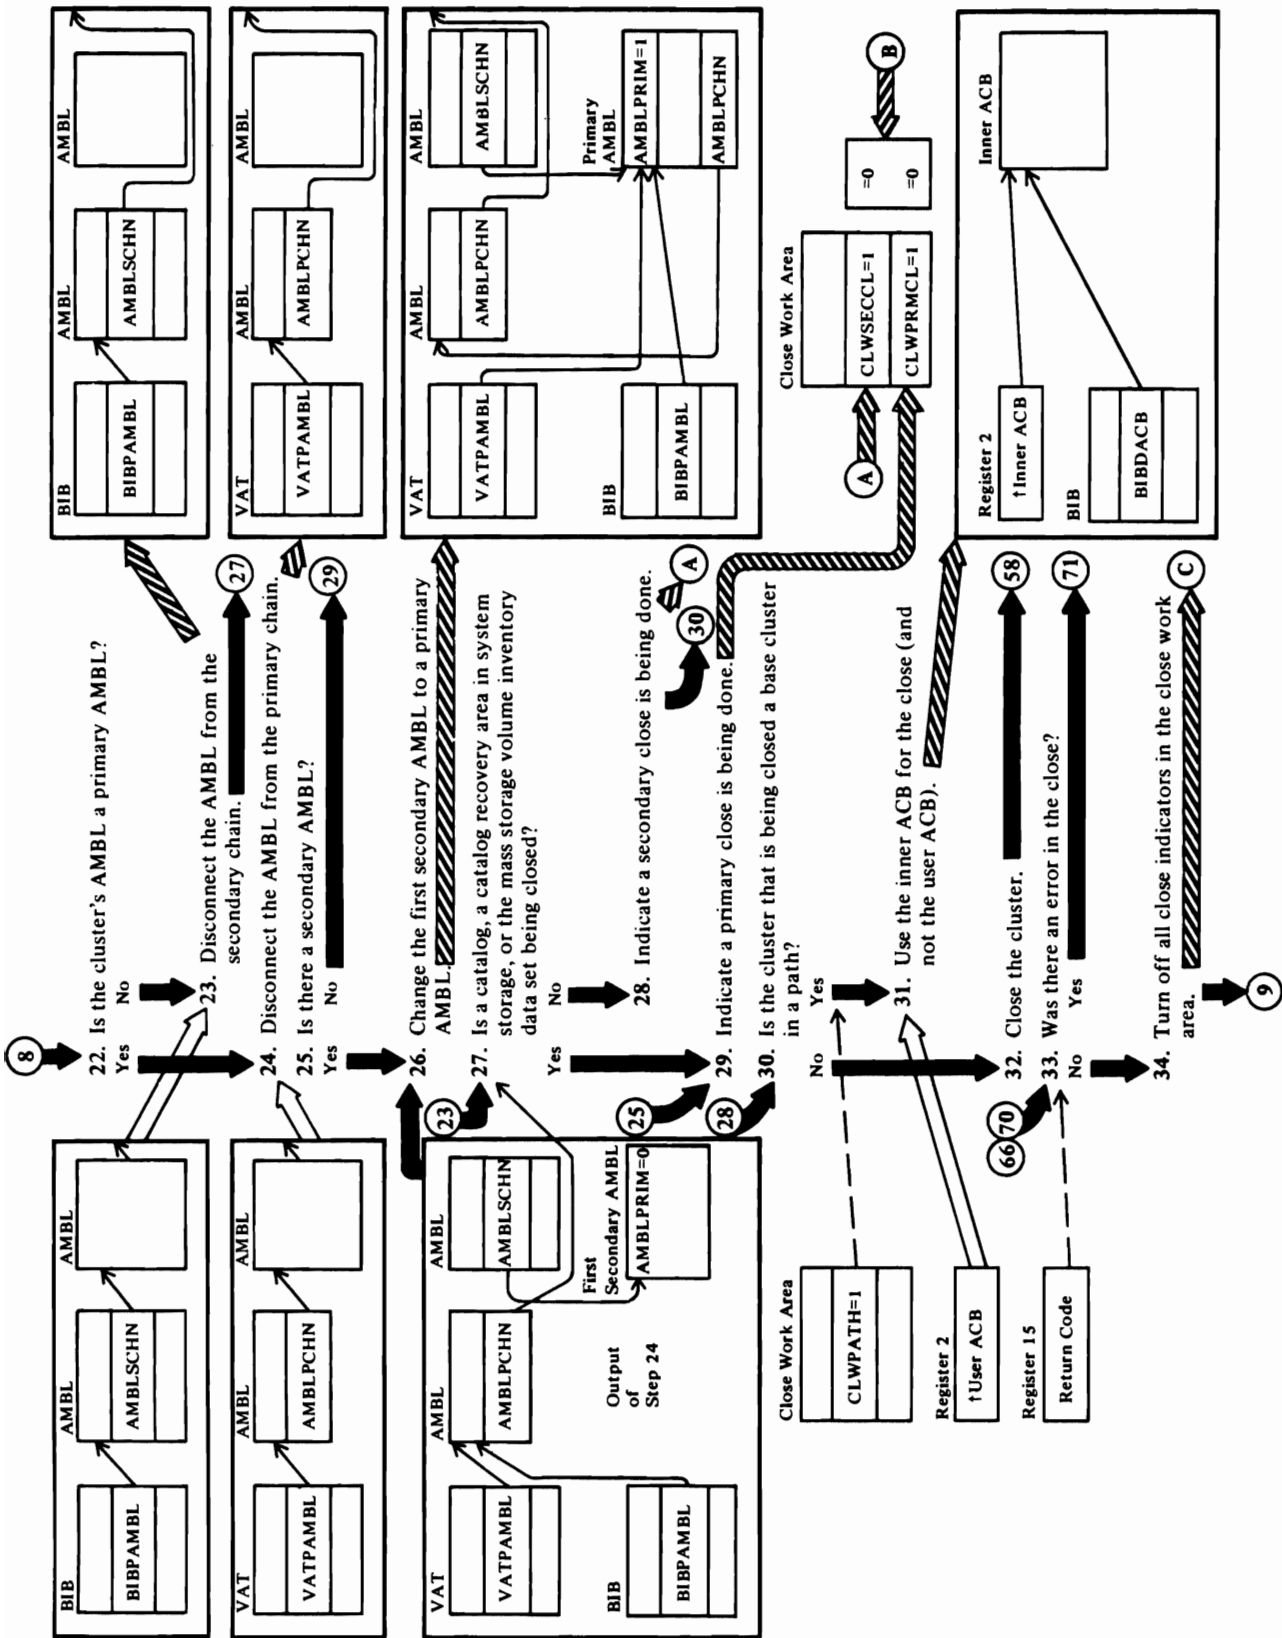 BIB
BIBPAMBL
AMBL
AMBLSCHN
AMBL
VAT
VATPAMBL
AMBL
AMBLPCHN
AMBL
VAT
VATPAMBL
AMBL
AMBLPCHN
AMBL
AMBLSCHN
First
Secondary AMBL
AMBLPRIM=0
Output
of
Step 24
BIB
BIBPAMBL
Close Work Area
CLWPATH=1
Register 2
↑User ACB
Register 15
Return Code
8
22. Is the cluster's AMBL a primary AMBL?
Yes No
23. Disconnect the AMBL from the
secondary chain.
27
24. Disconnect the AMBL from the primary chain.
25. Is there a secondary AMBL?
Yes No
29
26. Change the first secondary AMBL to a primary
AMBL.
23
27. Is a catalog, a catalog recovery area in system
storage, or the mass storage volume inventory
data set being closed?
Yes No
28. Indicate a secondary close is being done.
A
30
25
29. Indicate a primary close is being done.
28
30. Is the cluster that is being closed a base cluster
in a path?
No Yes
31. Use the inner ACB for the close (and
not the user ACB).
32. Close the cluster.
58
66
70
33. Was there an error in the close?
No Yes
71
34. Turn off all close indicators in the close work
area.
C
9
BIB
BIBPAMBL
AMBL
AMBLSCHN
AMBL
VAT
VATPAMBL
AMBL
AMBLPCHN
AMBL
VAT
VATPAMBL
AMBL
AMBLPCHN
AMBL
AMBLSCHN
Primary
AMBL
AMBLPRIM=1
AMBLPCHN
BIB
BIBPAMBL
Close Work Area
A
CLWSECCL=1
CLWPRMCL=1
=0
=0
B
Register 2
↑Inner ACB
Inner ACB
BIB
BIBDACB